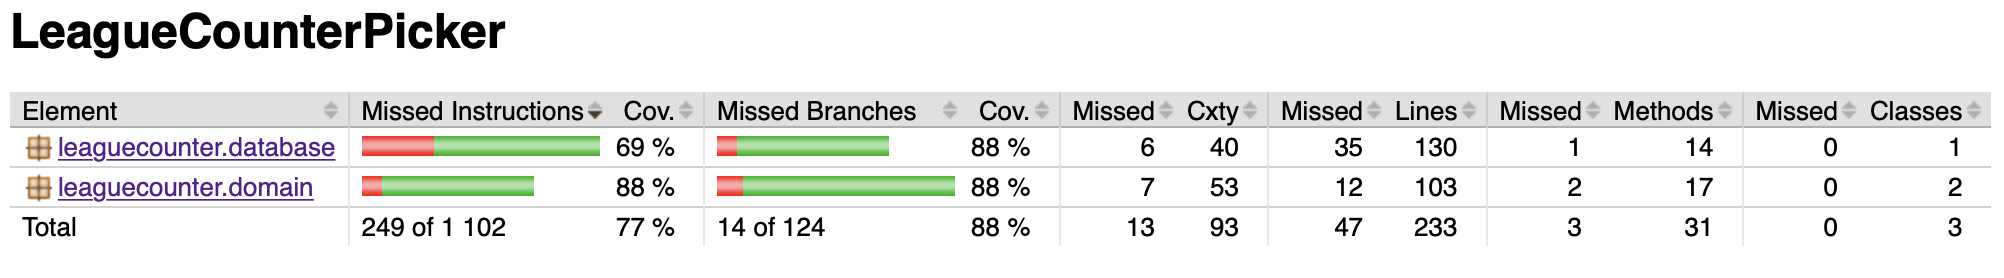 LeagueCounterPicker
Element Missed Instructions Cov. Missed Branches Cov. Missed Cxty Missed Lines Missed Methods Missed Classes
leaguecounter.database 69 % 88 % 6 40 35 130 1 14 0 1
leaguecounter.domain 88 % 88 % 7 53 12 103 2 17 0 2
Total 249 of 1 102 77 % 14 of 124 88 % 13 93 47 233 3 31 0 3